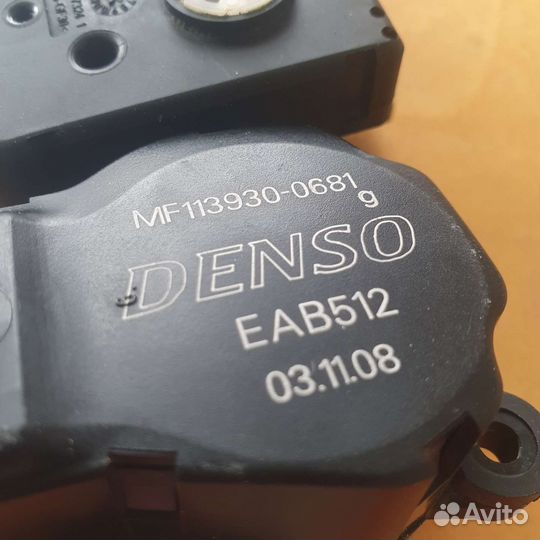 MF113930-0681
g
DENSO
EAB512
03.11.08
Avito